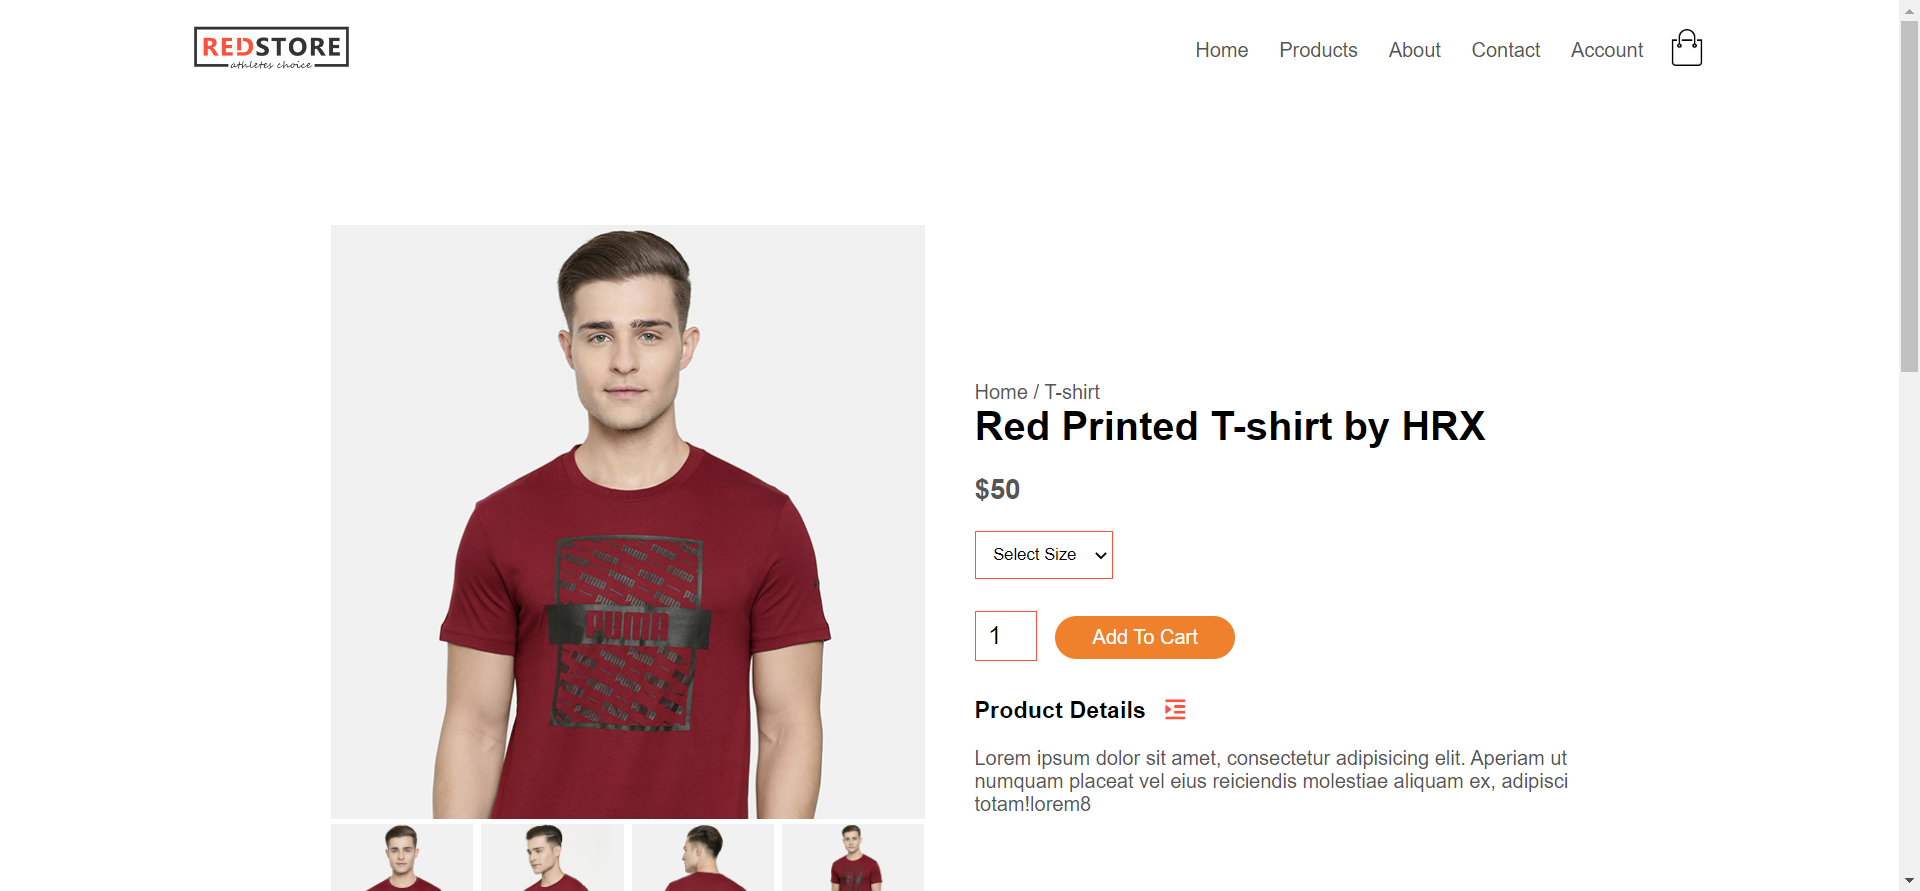 REDSTORE
athletes choice
Home
Products
About
Contact
Account
Home / T-shirt
Red Printed T-shirt by HRX
$50
Select Size
1
Add To Cart
Product Details
Lorem ipsum dolor sit amet, consectetur adipisicing elit. Aperiam ut
numquam placeat vel eius reiciendis molestiae aliquam ex, adipisci
totam!lorem8
PUMA